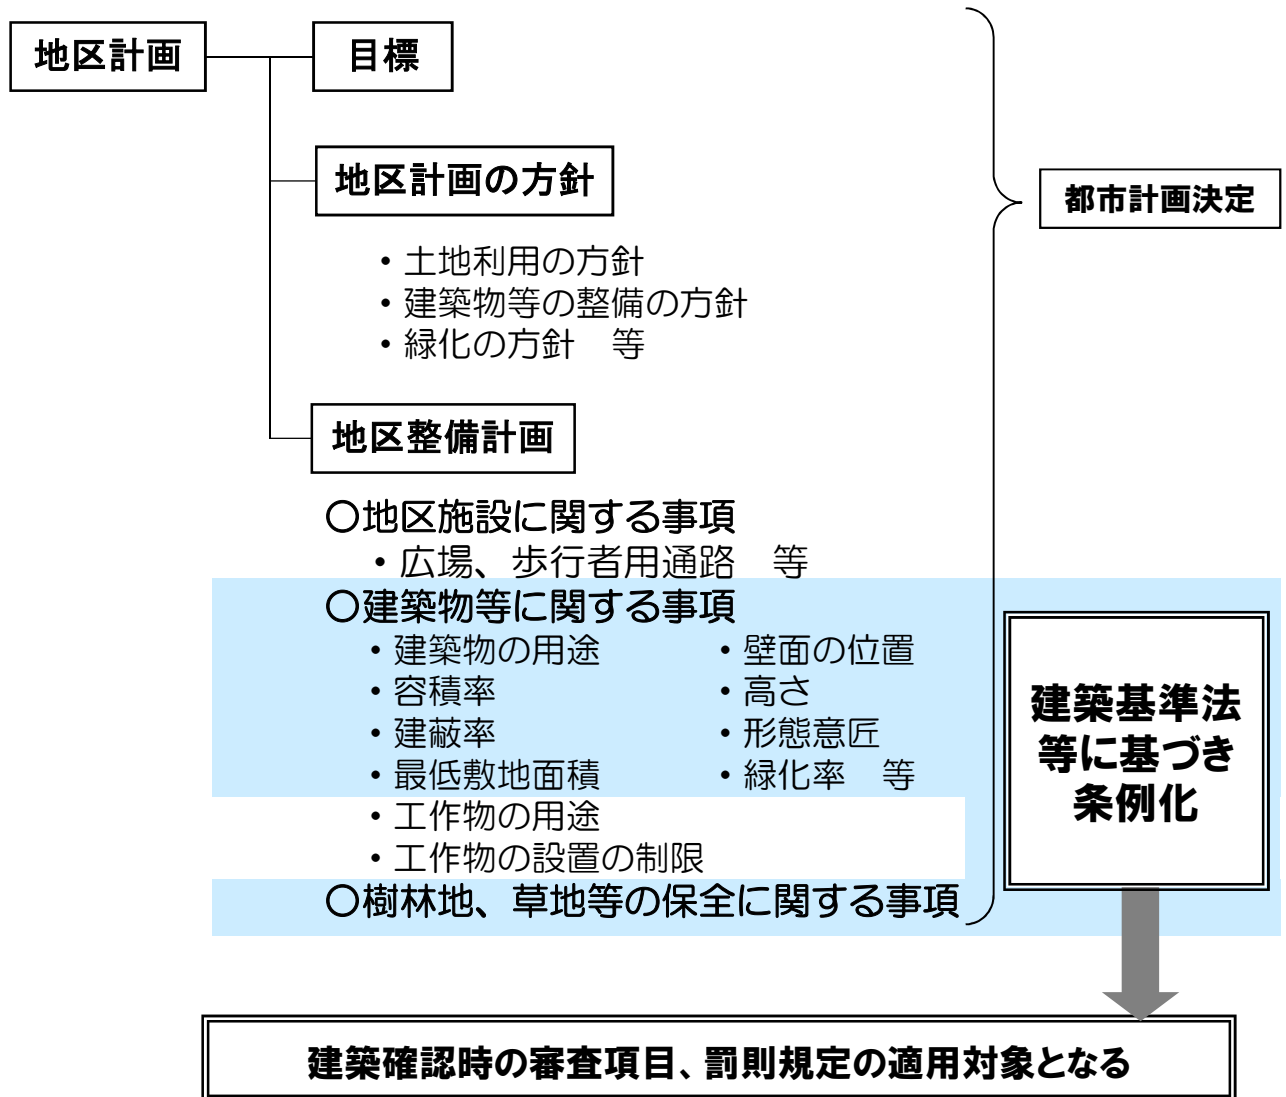 地区計画
目標
地区計画の方針
・土地利用の方針
・建築物等の整備の方針
・緑化の方針　等
都市計画決定
地区整備計画
〇地区施設に関する事項
・広場、歩行者用通路　等
〇建築物等に関する事項
・建築物の用途
・容積率
・建蔽率
・最低敷地面積
・壁面の位置
・高さ
・形態意匠
・緑化率　等
・工作物の用途
・工作物の設置の制限
〇樹林地、草地等の保全に関する事項
建築基準法
等に基づき
条例化
建築確認時の審査項目、罰則規定の適用対象となる